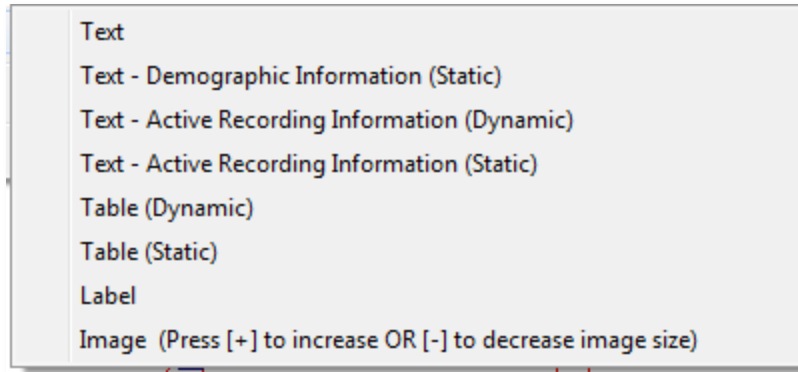 Text
Text - Demographic Information (Static)
Text - Active Recording Information (Dynamic)
Text - Active Recording Information (Static)
Table (Dynamic)
Table (Static)
Label
Image  (Press [+] to increase OR [-] to decrease image size)